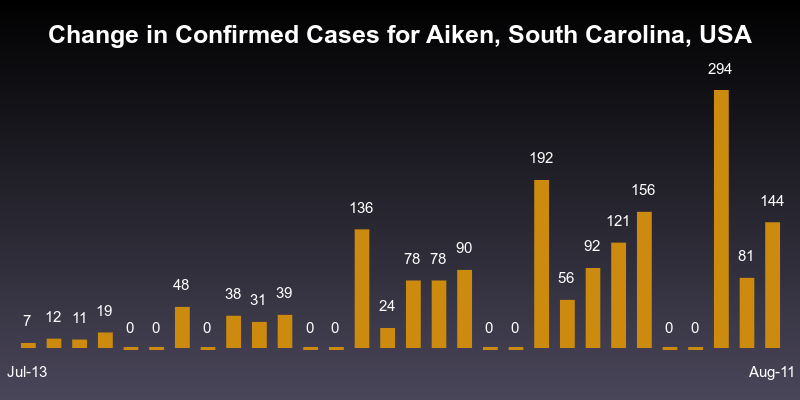 Change in Confirmed Cases for Aiken, South Carolina, USA
7 12 11 19 0 0 48 0 38 31 39 0 0 136 24 78 78 90 0 0 192 56 92 121 156 0 0 294 81 144
Jul-13 Aug-11